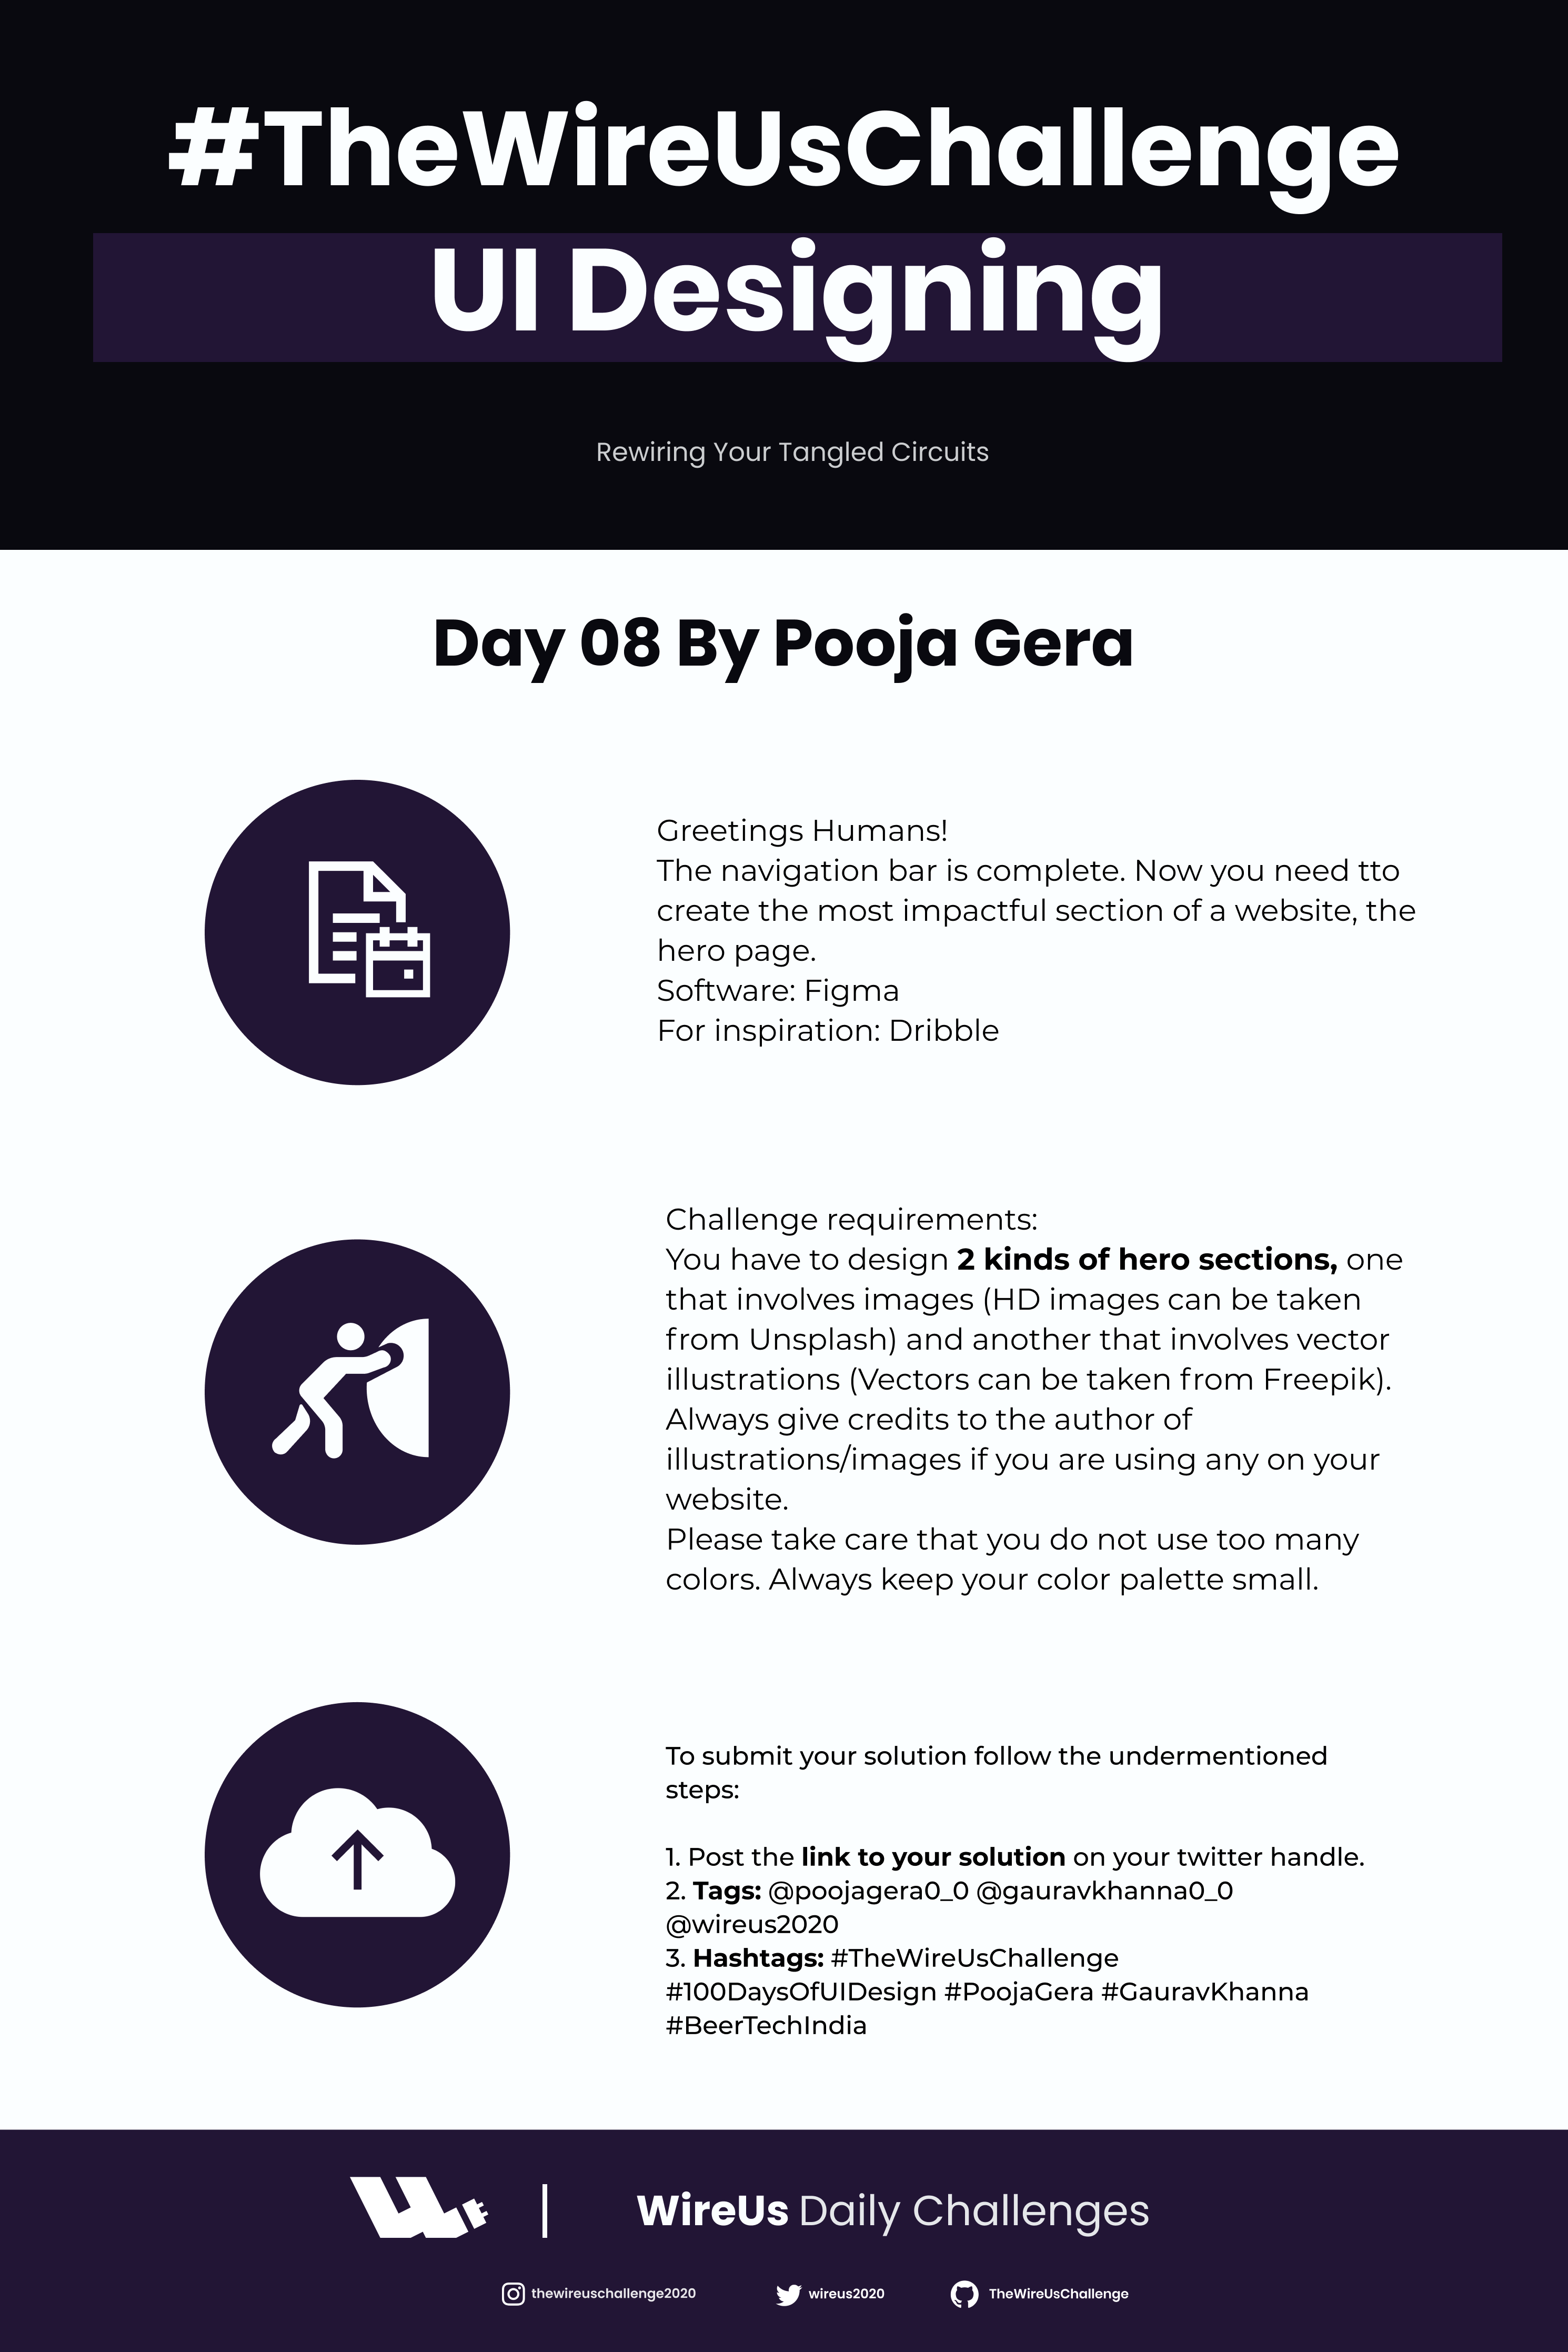 #TheWireUsChallenge
UI Designing
Rewiring Your Tangled Circuits
Day 08 By Pooja Gera
Greetings Humans!
The navigation bar is complete. Now you need tto
create the most impactful section of a website, the
hero page.
Software: Figma
For inspiration: Dribble
Challenge requirements:
You have to design 2 kinds of hero sections, one
that involves images (HD images can be taken
from Unsplash) and another that involves vector
illustrations (Vectors can be taken from Freepik).
Always give credits to the author of
illustrations/images if you are using any on your
website.
Please take care that you do not use too many
colors. Always keep your color palette small.
To submit your solution follow the undermentioned
steps:
1. Post the link to your solution on your twitter handle.
2. Tags: @poojagera0_0 @gauravkhanna0_0
@wireus2020
3. Hashtags: #TheWireUsChallenge
#100DaysOfUIDesign #PoojaGera #GauravKhanna
#BeerTechIndia
WireUs Daily Challenges
thewireuschallenge2020
wireus2020
TheWireUsChallenge